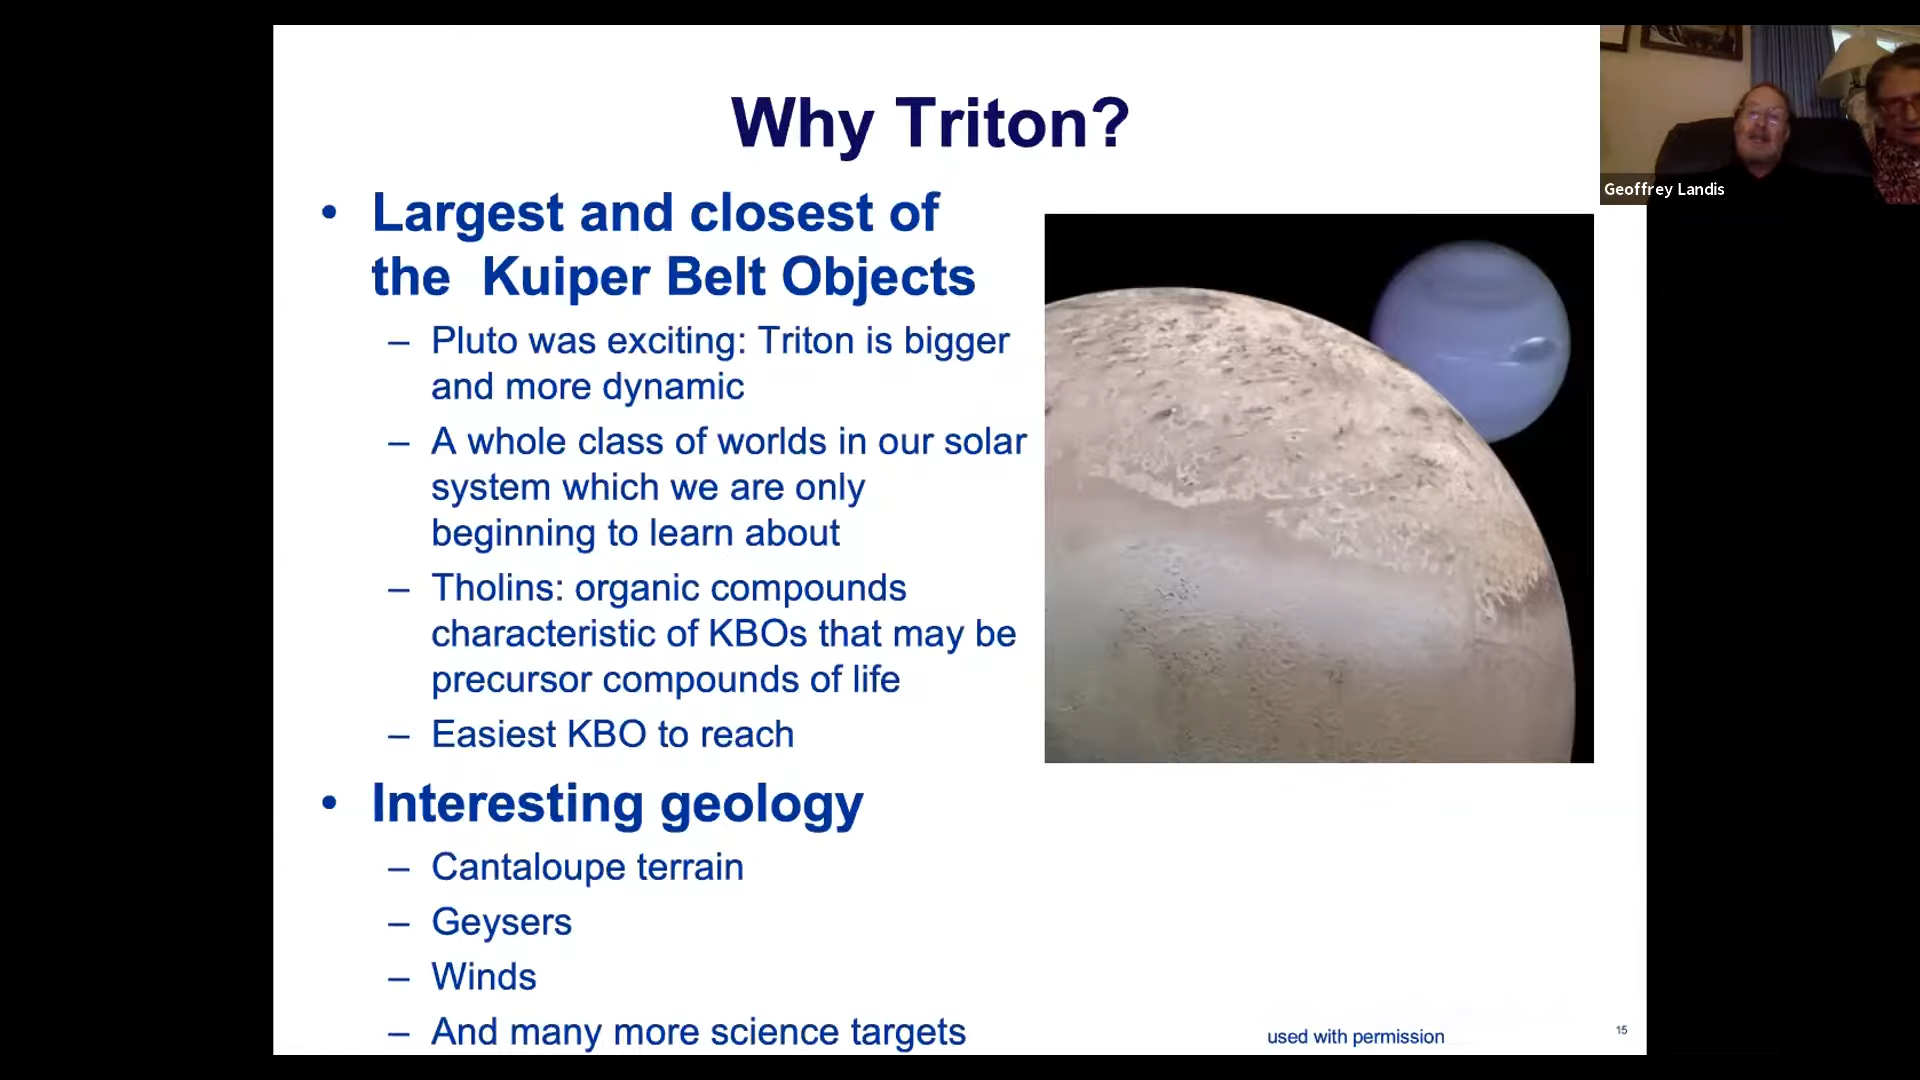 Why Triton?
• Largest and closest of
the Kuiper Belt Objects
– Pluto was exciting: Triton is bigger
and more dynamic
– A whole class of worlds in our solar
system which we are only
beginning to learn about
– Tholins: organic compounds
characteristic of KBOs that may be
precursor compounds of life
– Easiest KBO to reach
• Interesting geology
– Cantaloupe terrain
– Geysers
– Winds
– And many more science targets
used with permission
15
Geoffrey Landis